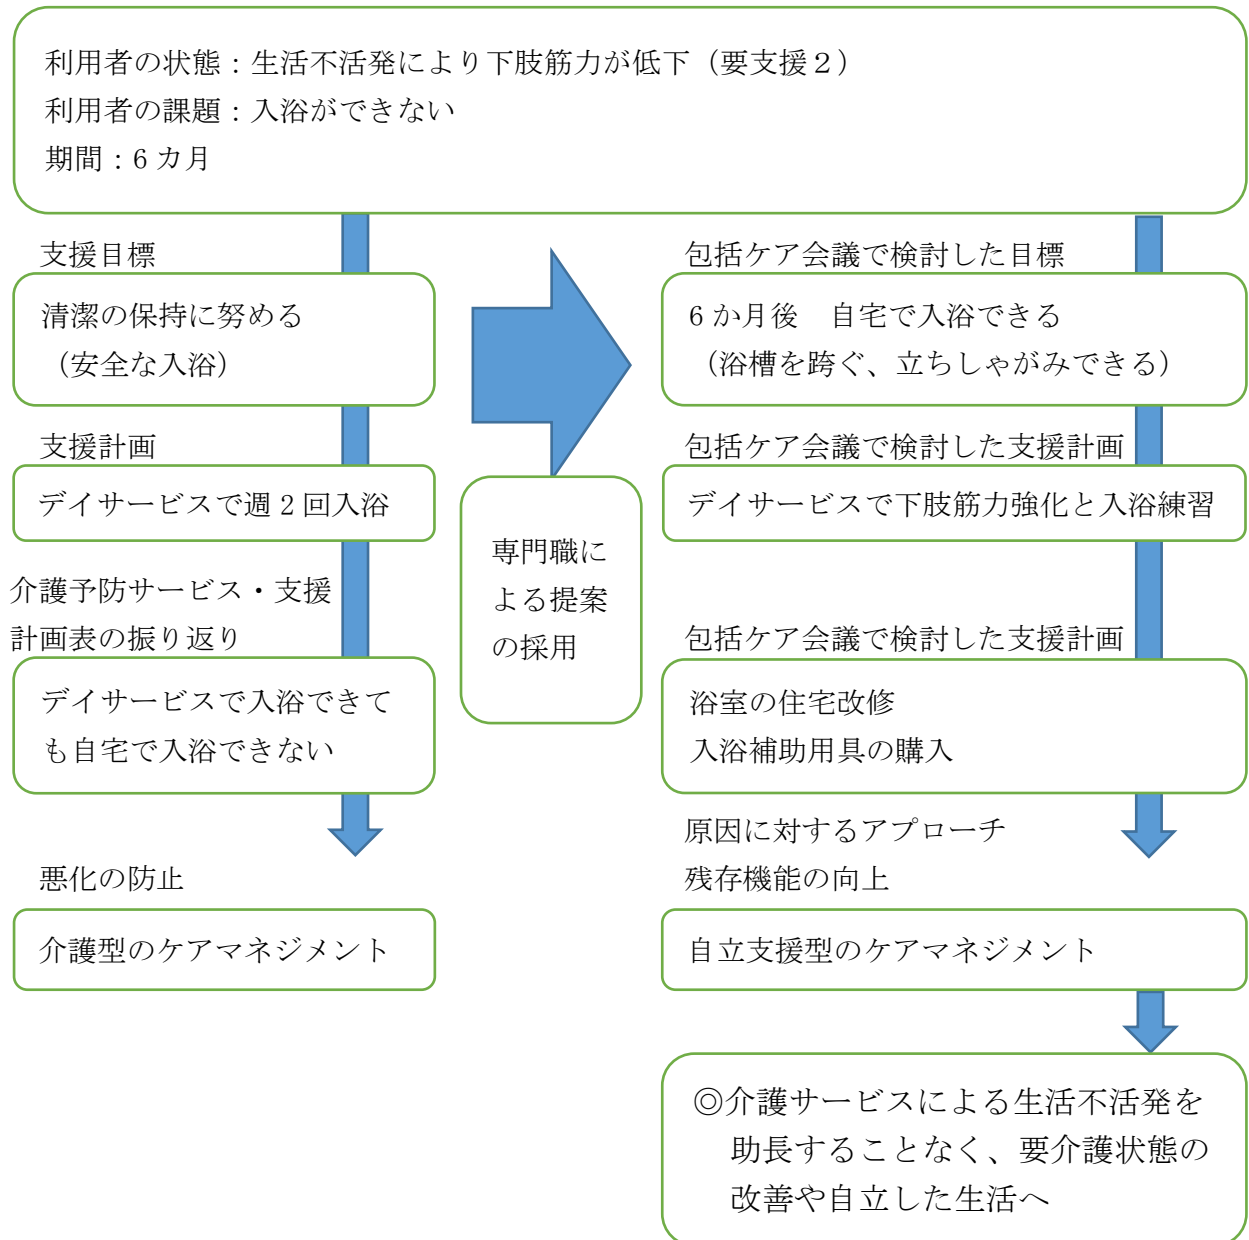 利用者の状態：生活不活発により下肢筋力が低下（要支援２）
利用者の課題：入浴ができない
期間：6 カ月
支援目標
清潔の保持に努める
（安全な入浴）
支援計画
デイサービスで週 2 回入浴
介護予防サービス・支援
計画表の振り返り
デイサービスで入浴できて
も自宅で入浴できない
悪化の防止
介護型のケアマネジメント
専門職に
よる提案
の採用
包括ケア会議で検討した目標
6 か月後　自宅で入浴できる
（浴槽を跨ぐ、立ちしゃがみできる）
包括ケア会議で検討した支援計画
デイサービスで下肢筋力強化と入浴練習
包括ケア会議で検討した支援計画
浴室の住宅改修
入浴補助用具の購入
原因に対するアプローチ
残存機能の向上
自立支援型のケアマネジメント
◎介護サービスによる生活不活発を
助長することなく、要介護状態の
改善や自立した生活へ